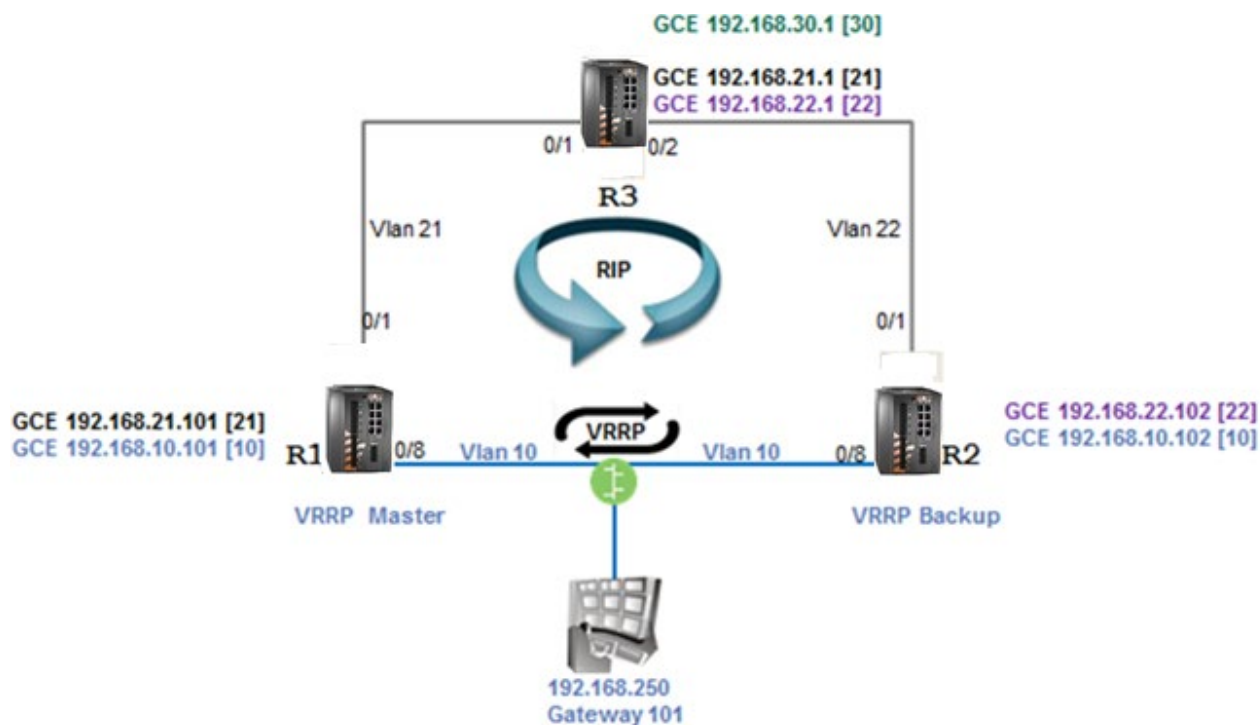 GCE 192.168.30.1 [30]
GCE 192.168.21.1 [21]
GCE 192.168.22.1 [22]
0/1
0/2
R3
Vlan 21
Vlan 22
RIP
0/1
0/1
GCE 192.168.21.101 [21]
GCE 192.168.10.101 [10]
R1
0/8
Vlan 10
VRRP
Vlan 10
0/8
R2
GCE 192.168.22.102 [22]
GCE 192.168.10.102 [10]
VRRP Master
VRRP Backup
192.168.250
Gateway 101